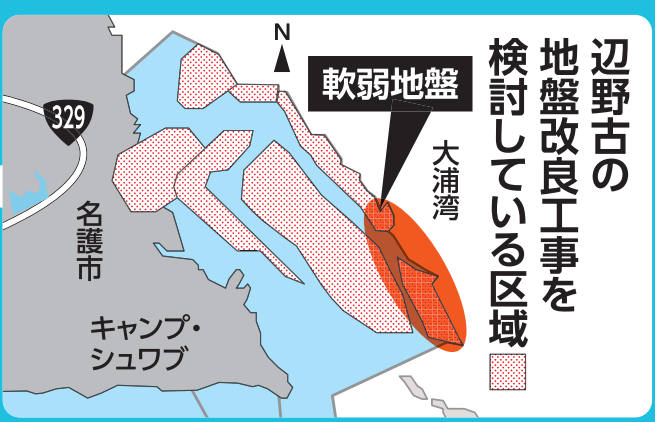 辺野古の
地盤改良工事を
検討している区域
N
軟弱地盤
大浦湾
329
名護市
キャンプ・
シュワブ